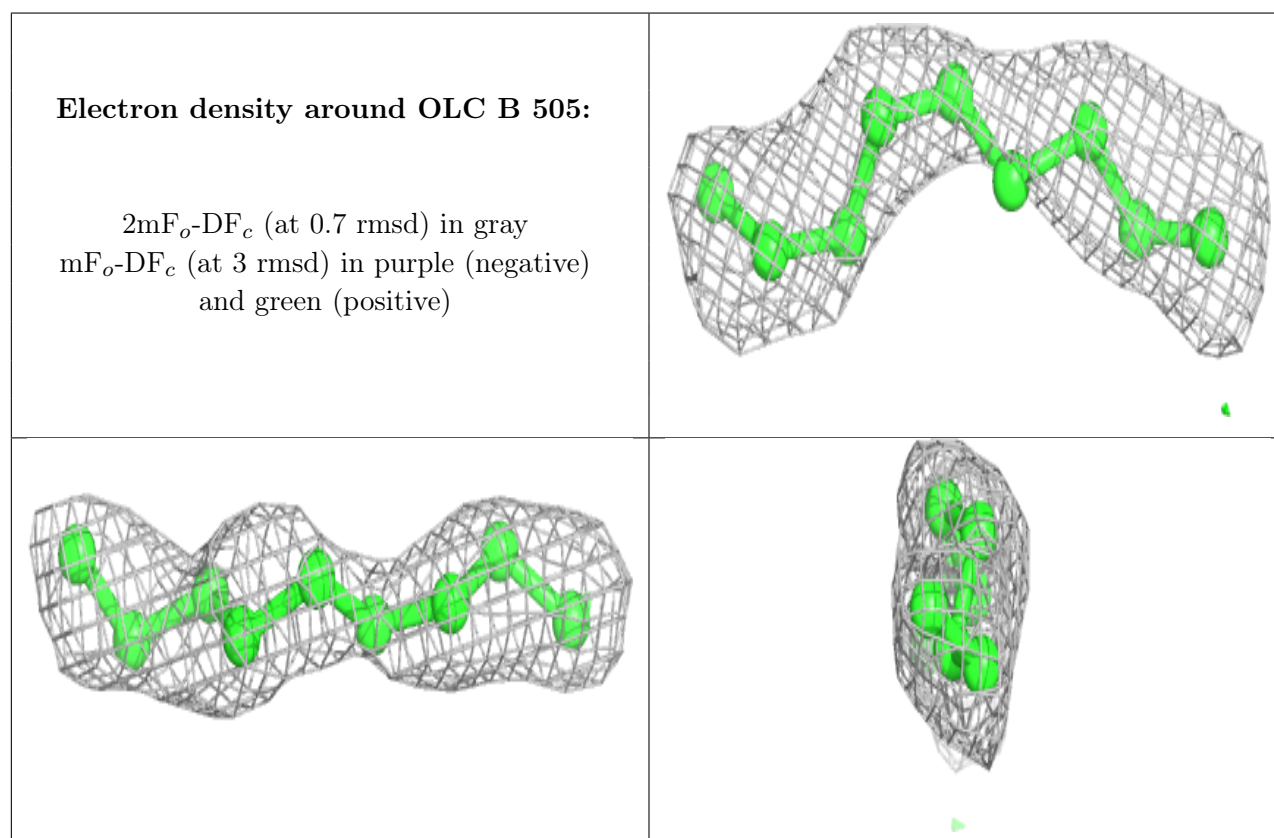 Electron density around OLC B 505:
2mFo-DFc (at 0.7 rmsd) in gray
mFo-DFc (at 3 rmsd) in purple (negative)
and green (positive)